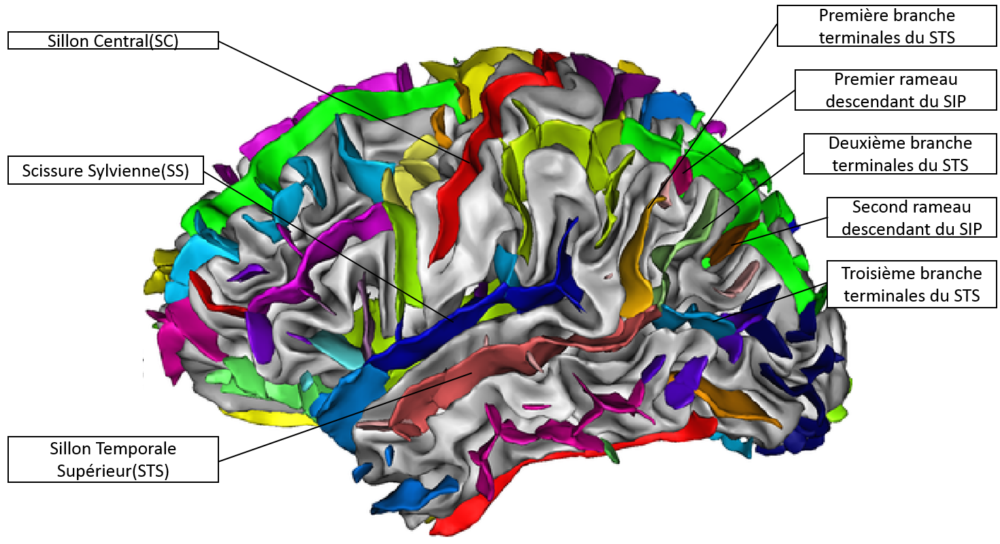 Sillon Central(SC)
Scissure Sylvienne(SS)
Sillon Temporale
Supérieur(STS)
Première branche
terminales du STS
Premier rameau
descendant du SIP
Deuxième branche
terminales du STS
Second rameau
descendant du SIP
Troisième branche
terminales du STS